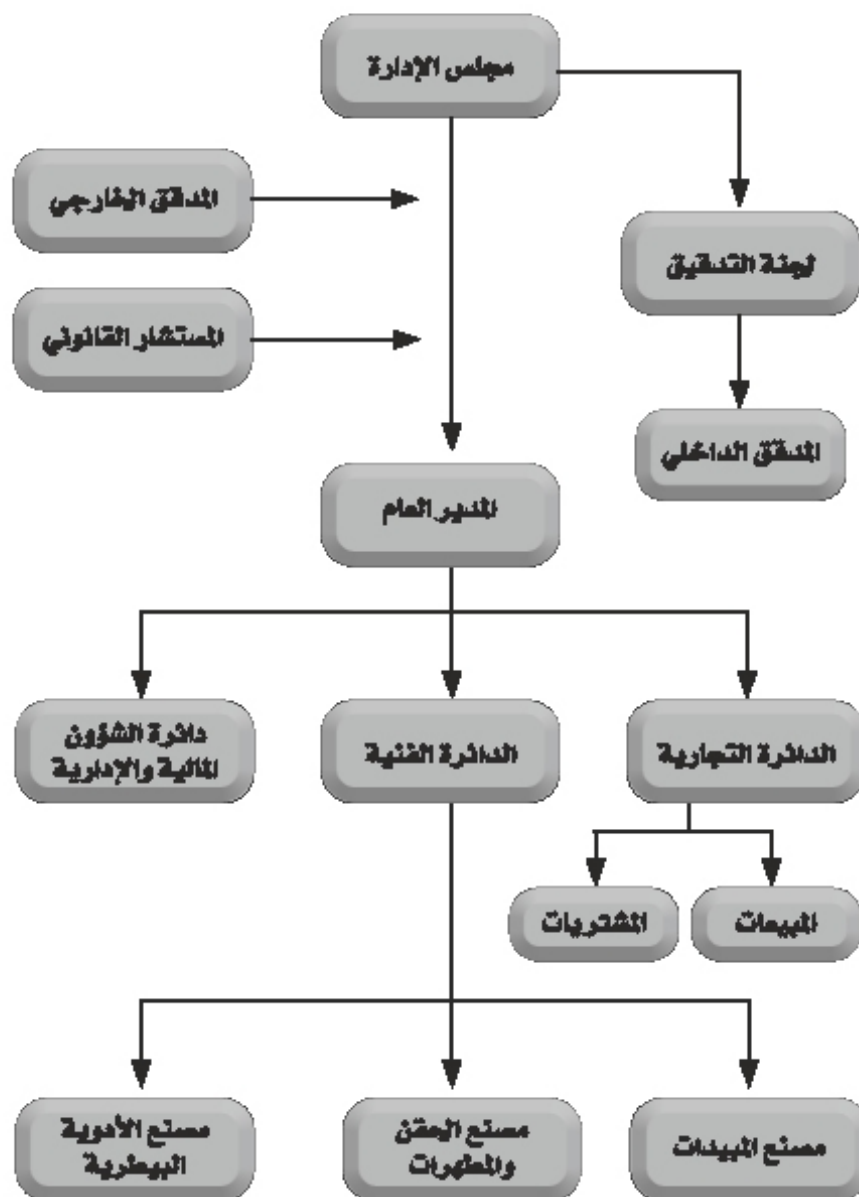 مجلس الإدارة
المدقق الخارجي
لجنة التدقيق
المستشار القانوني
المدقق الداخلي
المدير العام
الدائرة التجارية
الدائرة الفنية
دائرة الشؤون
المالية والإدارية
المبيعات
المشتريات
مصنع المبيدات
مصنع الحقن
والمطهرات
مصنع الأدوية
البيطرية